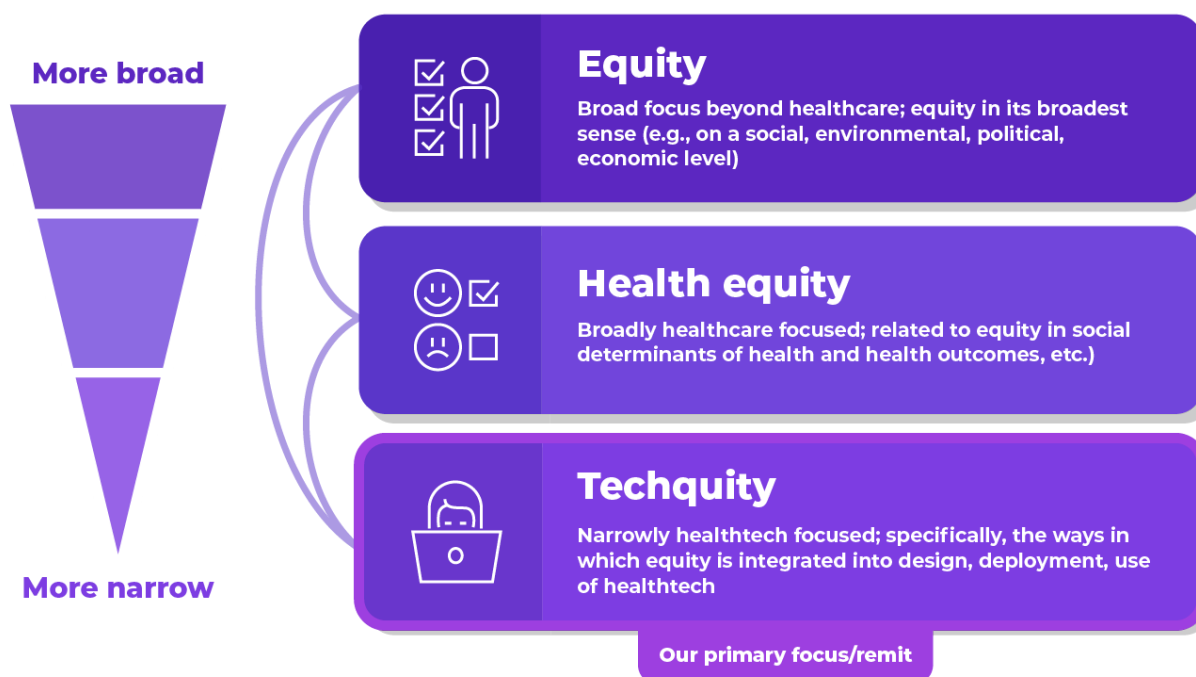 More broad
Equity
Broad focus beyond healthcare; equity in its broadest
sense (e.g., on a social, environmental, political,
economic level)
Health equity
Broadly healthcare focused; related to equity in social
determinants of health and health outcomes, etc.)
Techquity
Narrowly healthtech focused; specifically, the ways in
which equity is integrated into design, deployment, use
of healthtech
More narrow
Our primary focus/remit